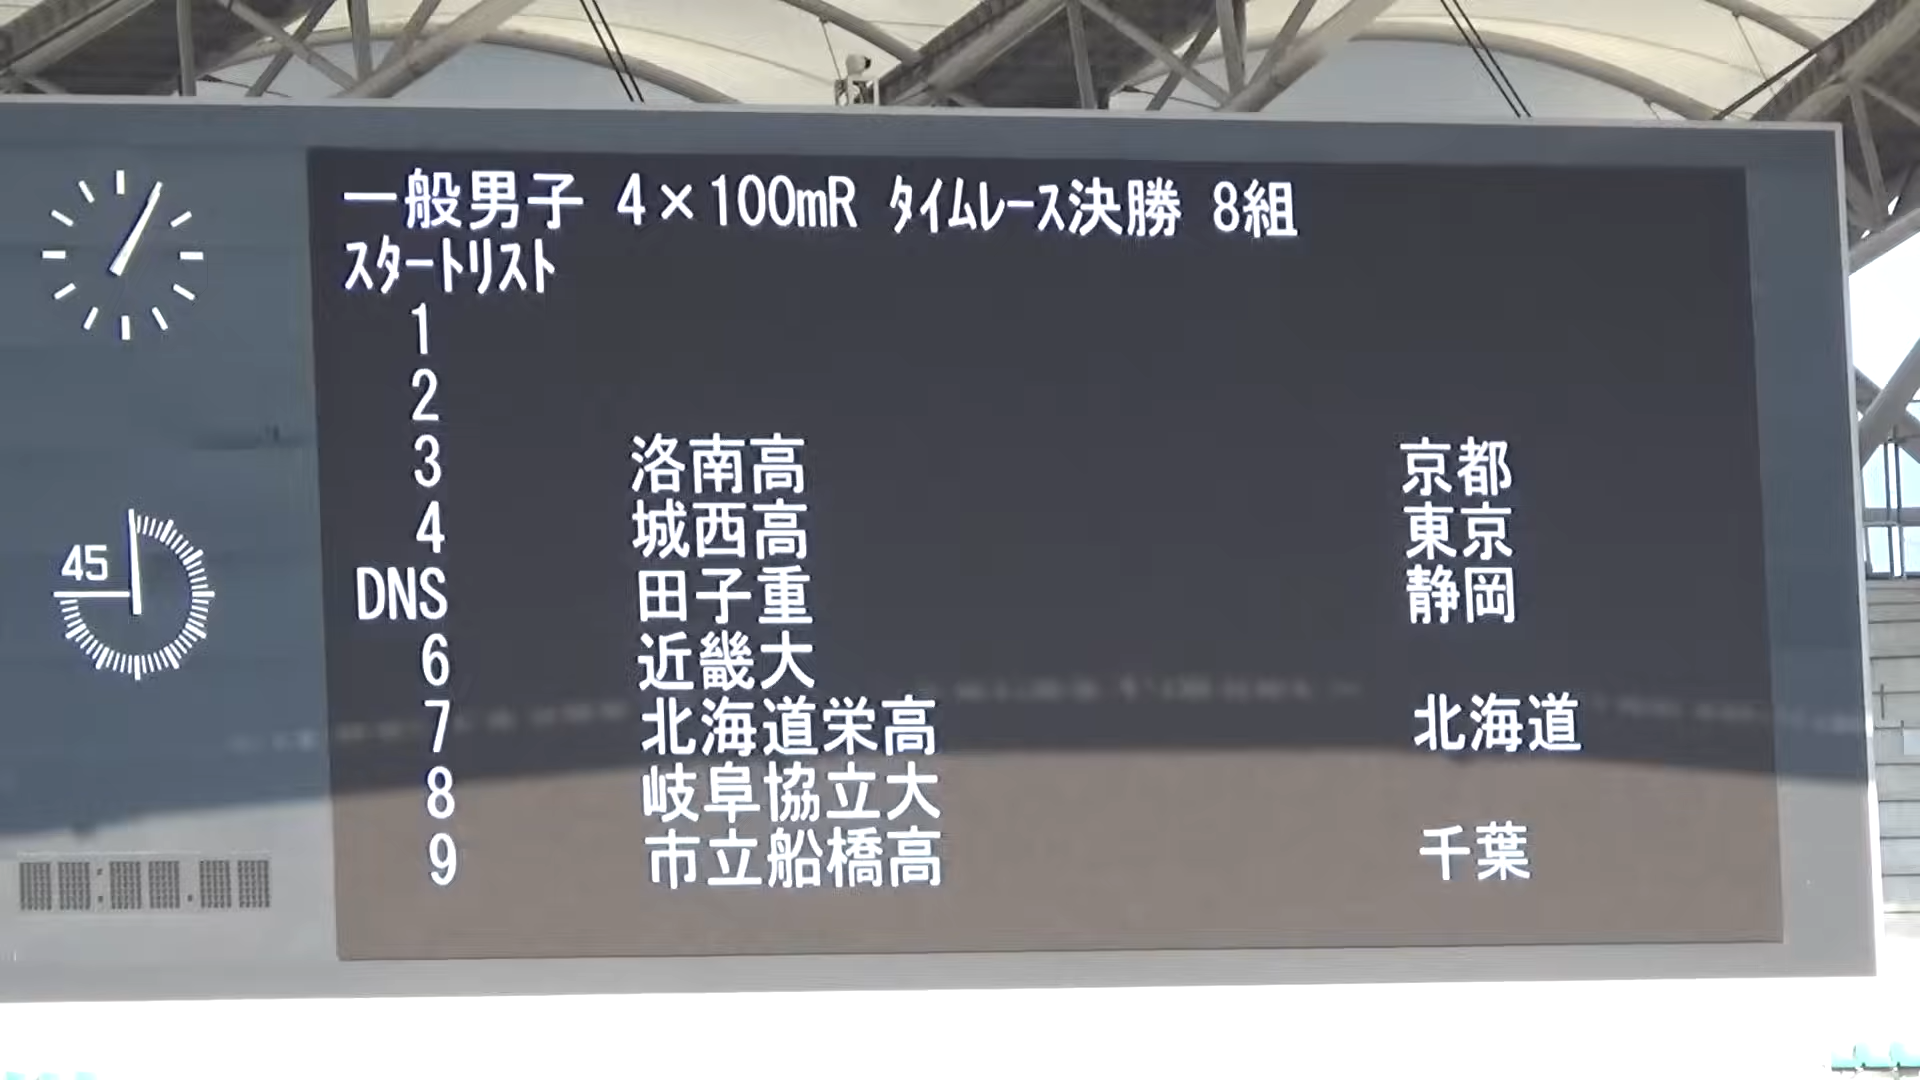 一般男子 4×100mR ﾀｲﾑﾚｰｽ決勝 8組
ｽﾀｰﾄﾘｽﾄ
1
2
3 洛南高 京都
4 城西高 東京
DNS 田子重 静岡
6 近畿大
7 北海道栄高 北海道
8 岐阜協立大
9 市立船橋高 千葉
45